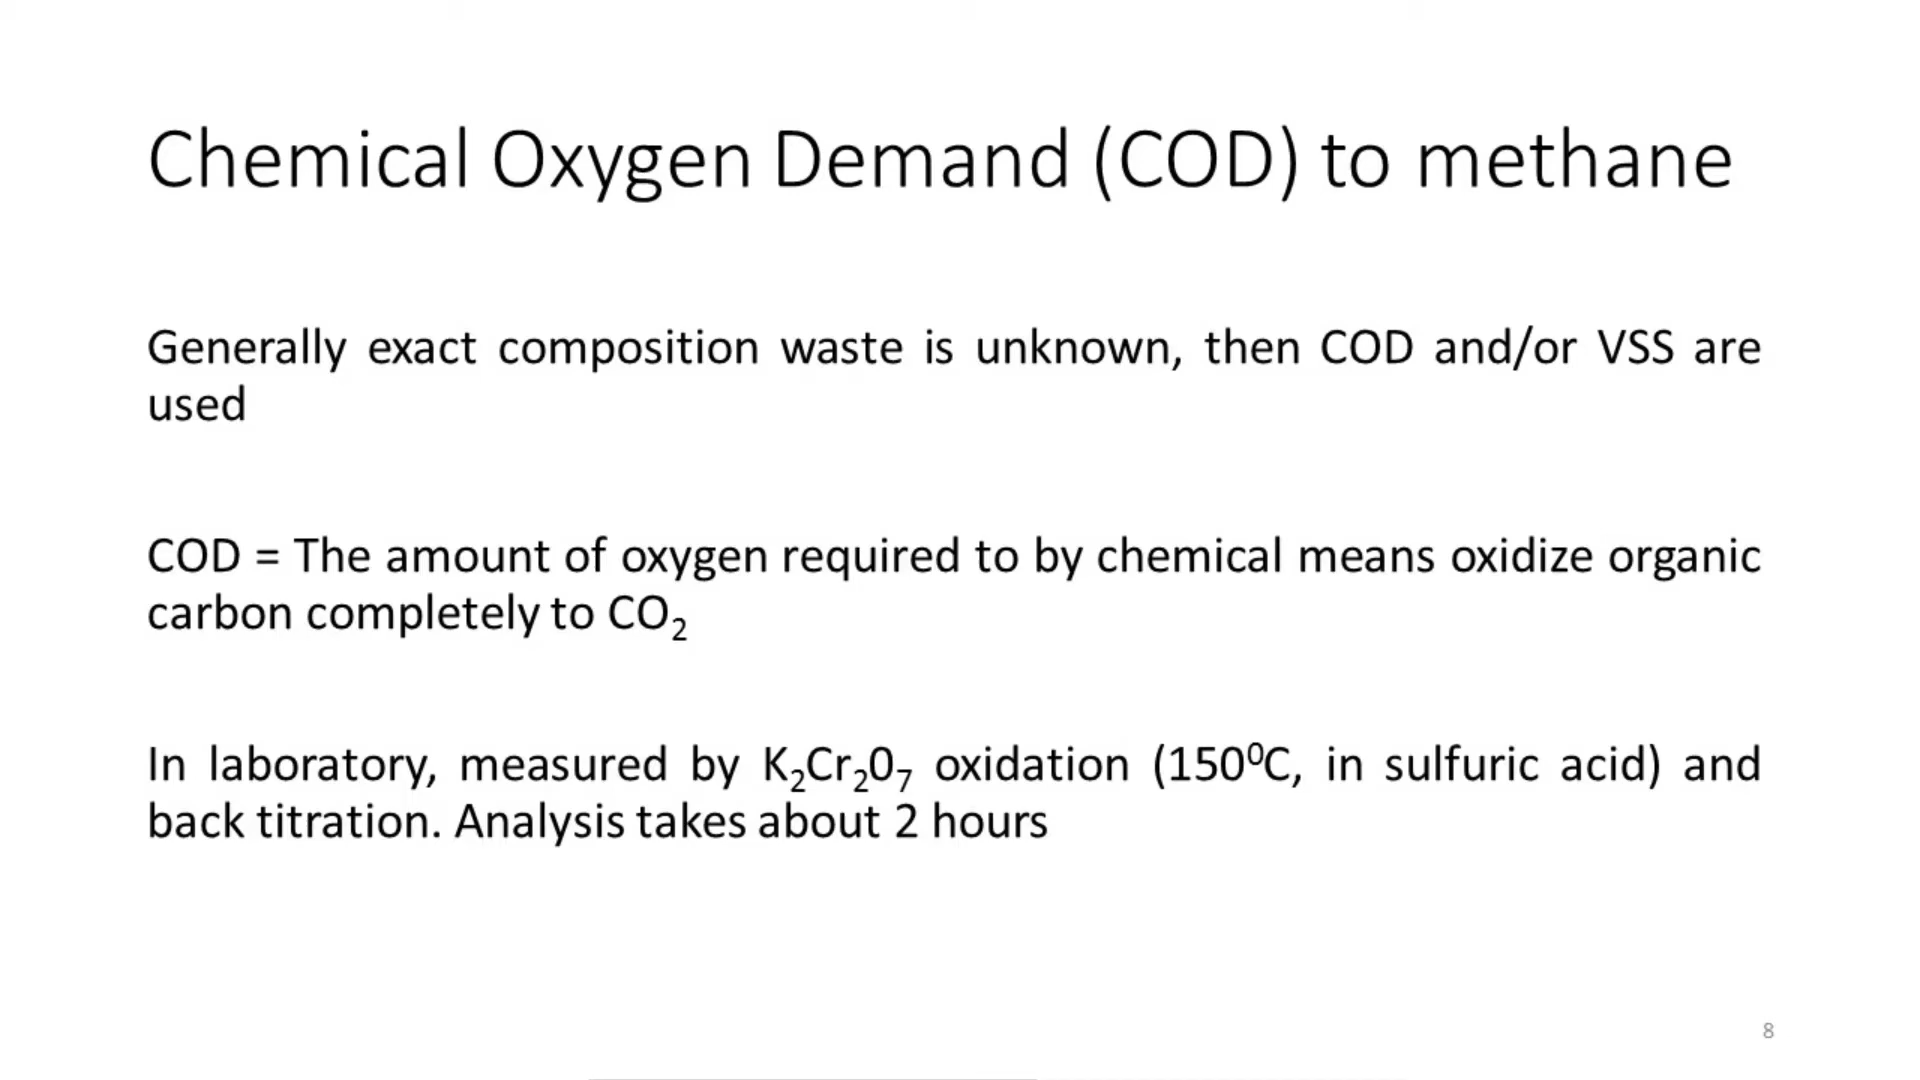 Chemical Oxygen Demand (COD) to methane
Generally exact composition waste is unknown, then COD and/or VSS are
used
COD = The amount of oxygen required to by chemical means oxidize organic
carbon completely to CO₂
In laboratory, measured by K₂Cr₂0₇ oxidation (150⁰C, in sulfuric acid) and
back titration. Analysis takes about 2 hours
8